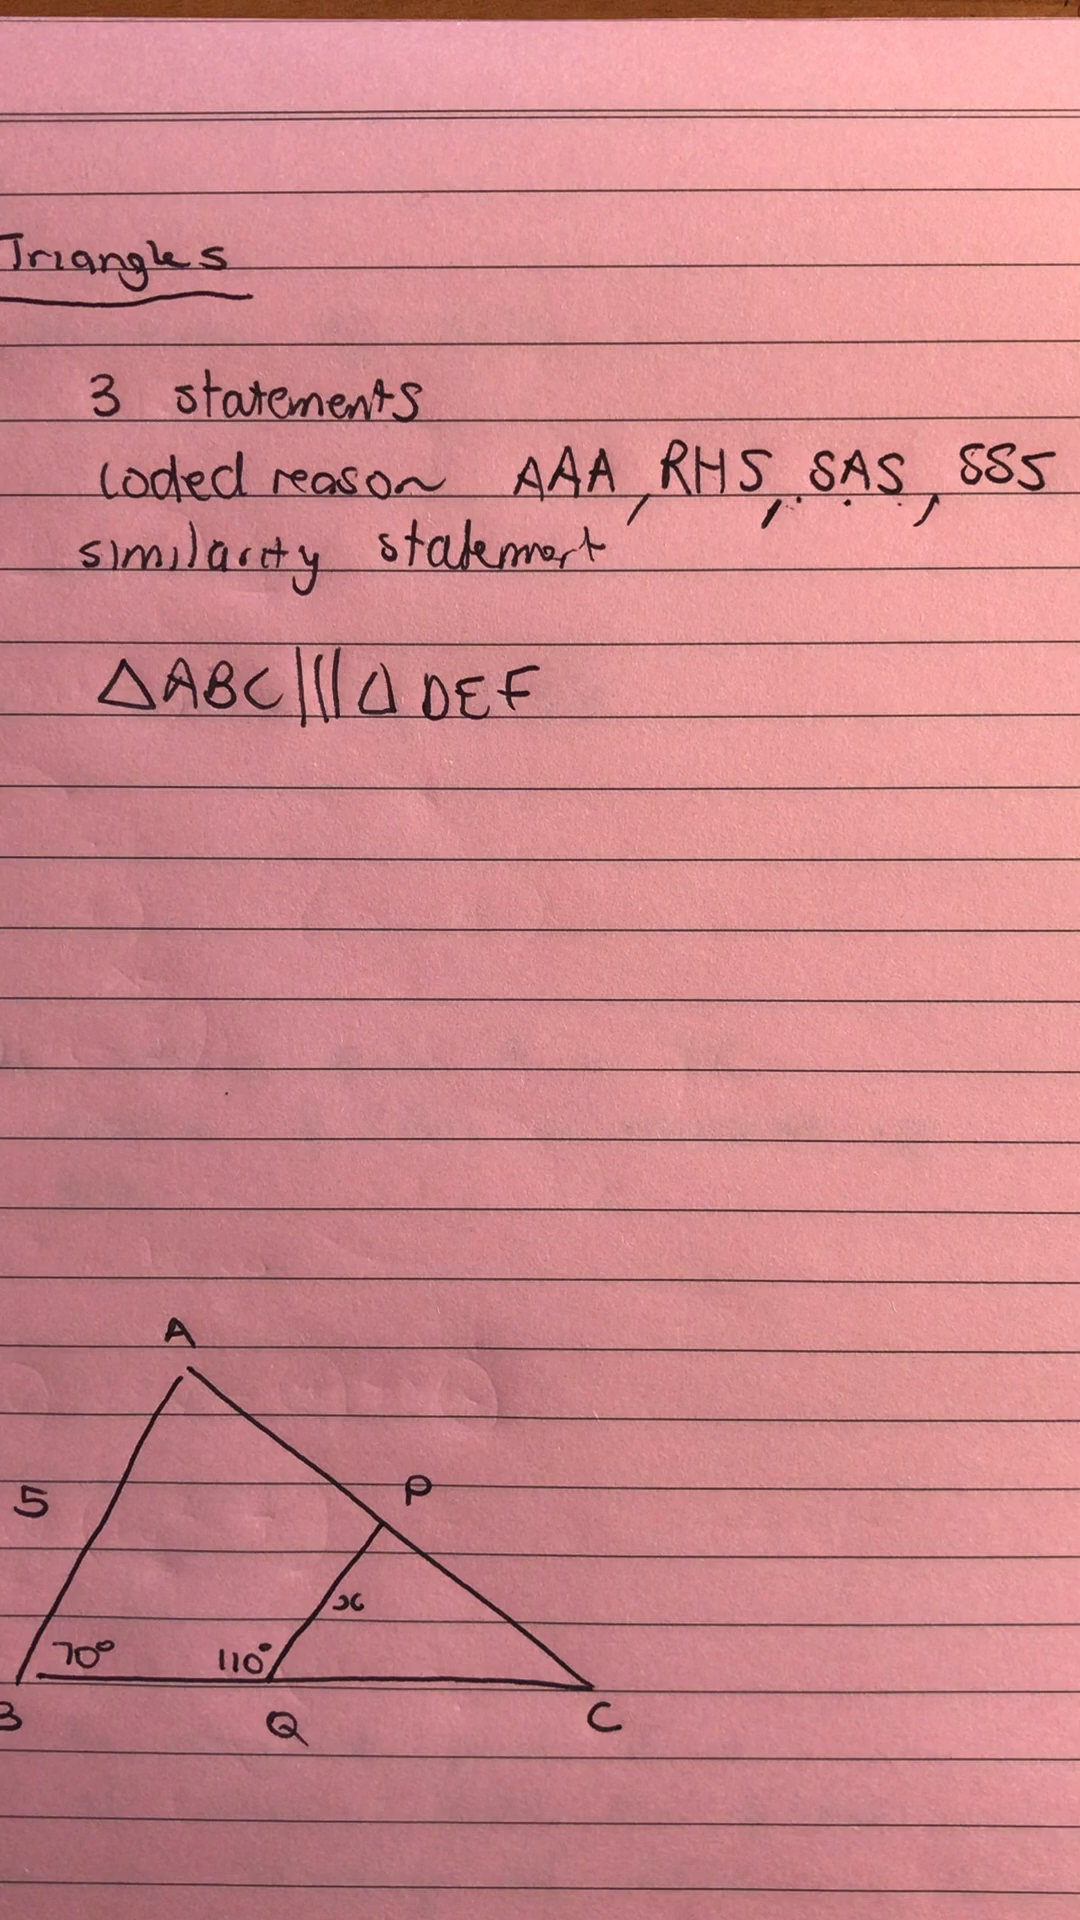 Triangles
3 statements
Coded reason AAA, RHS, SAS, SSS
similarity statement
△ABC ||| △DEF
A
P
5
x
70° 110°
B Q C